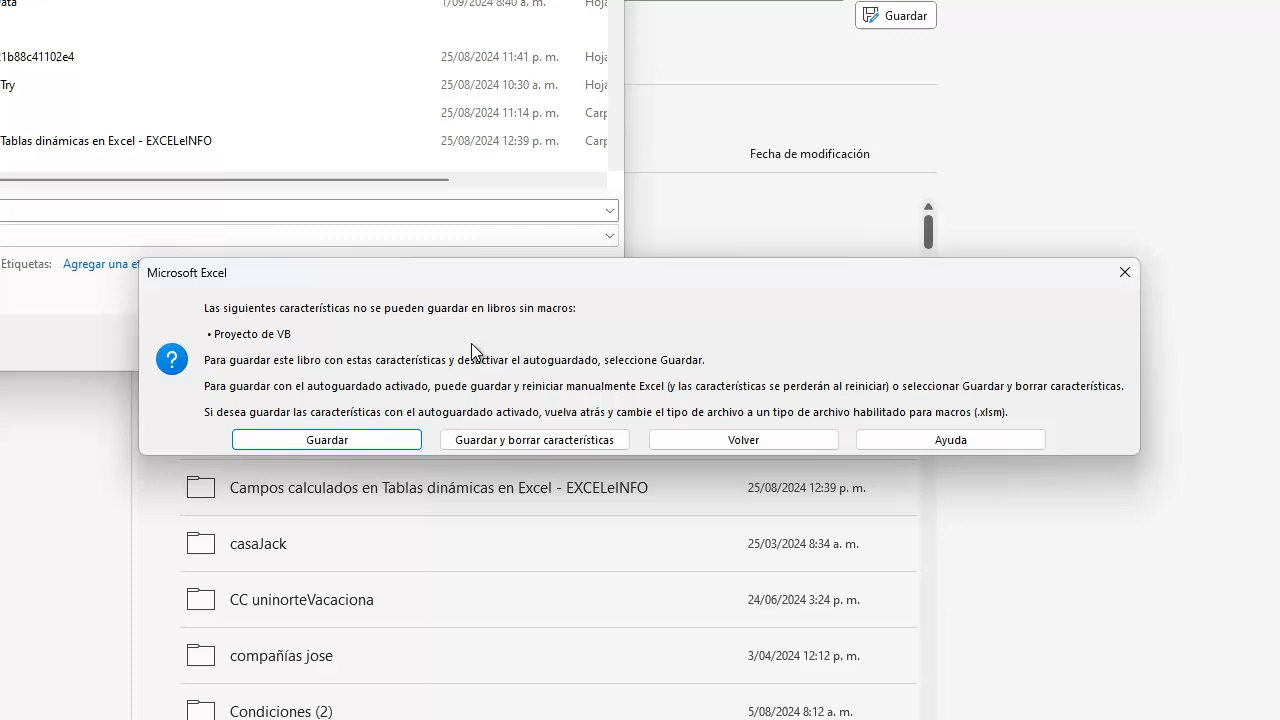 ata
1/09/2024 8:40 a. m.
Hoja
Guardar
1b88c41102e4
25/08/2024 11:41 p. m.
Hoja
Try
25/08/2024 10:30 a. m.
Hoja
25/08/2024 11:14 p. m.
Carp
Tablas dinámicas en Excel - EXCELeINFO
25/08/2024 12:39 p. m.
Carp
Fecha de modificación
Etiquetas:
Agregar una et
Microsoft Excel
Las siguientes características no se pueden guardar en libros sin macros:
• Proyecto de VB
Para guardar este libro con estas características y desactivar el autoguardado, seleccione Guardar.
Para guardar con el autoguardado activado, puede guardar y reiniciar manualmente Excel (y las características se perderán al reiniciar) o seleccionar Guardar y borrar características.
Si desea guardar las características con el autoguardado activado, vuelva atrás y cambie el tipo de archivo a un tipo de archivo habilitado para macros (.xlsm).
Guardar
Guardar y borrar características
Volver
Ayuda
Campos calculados en Tablas dinámicas en Excel - EXCELeINFO
25/08/2024 12:39 p. m.
casaJack
25/03/2024 8:34 a. m.
CC uninorteVacaciona
24/06/2024 3:24 p. m.
compañías jose
3/04/2024 12:12 p. m.
Condiciones (2)
5/08/2024 8:12 a. m.